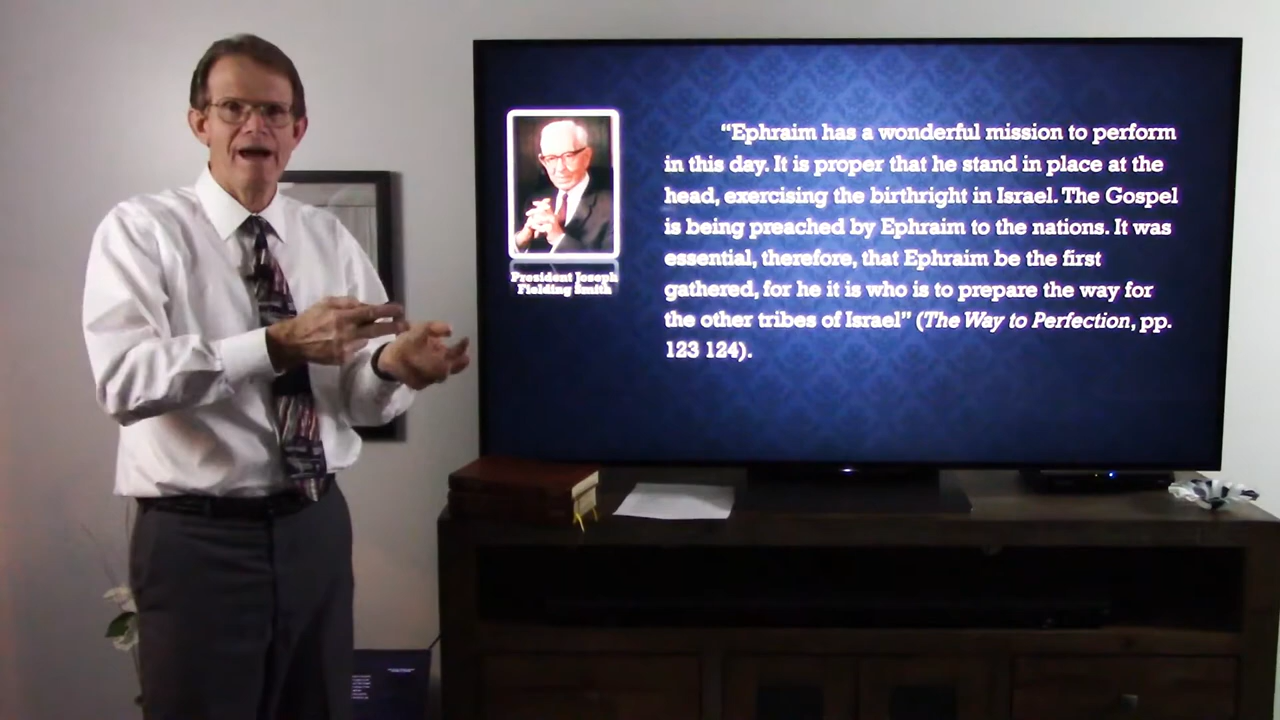 President Joseph
Fielding Smith
“Ephraim has a wonderful mission to perform
in this day. It is proper that he stand in place at the
head, exercising the birthright in Israel. The Gospel
is being preached by Ephraim to the nations. It was
essential, therefore, that Ephraim be the first
gathered, for he it is who is to prepare the way for
the other tribes of Israel” (The Way to Perfection, pp.
123 124).